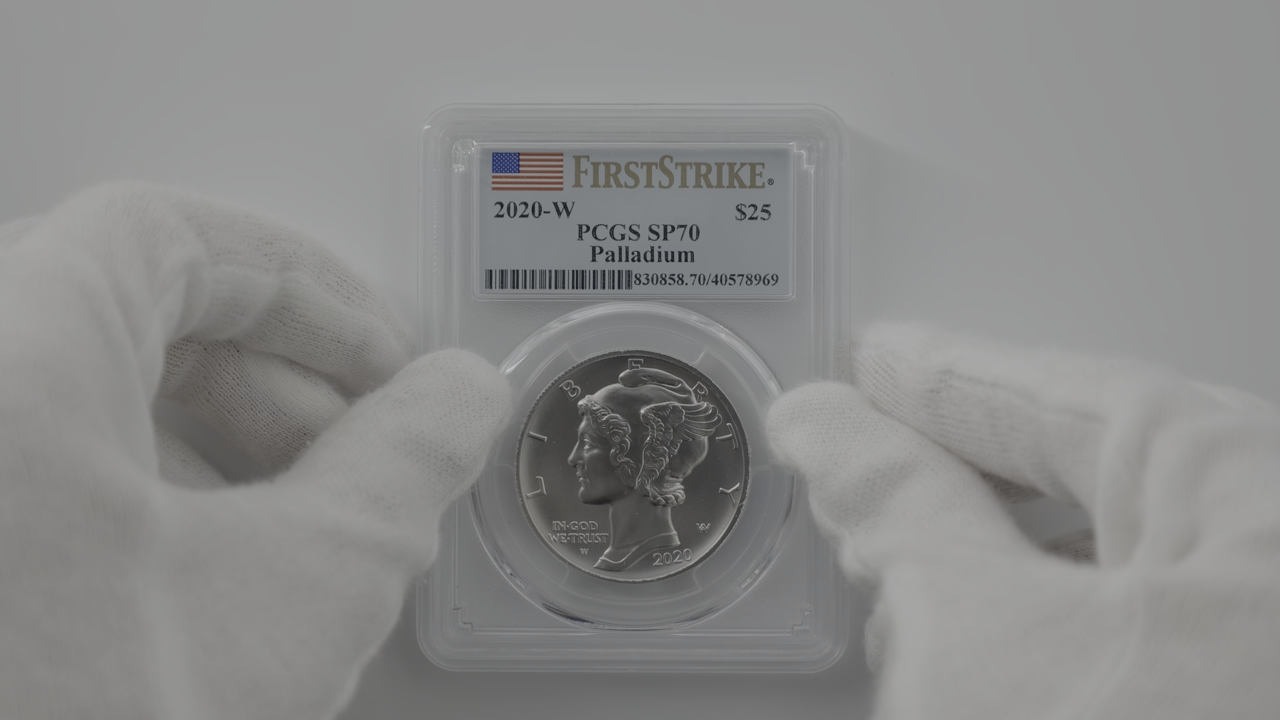 FIRSTSTRIKE®
2020-W $25
PCGS SP70
Palladium
830858.70/40578969
LIBERTY
IN·GOD
WE·TRUST
W
2020